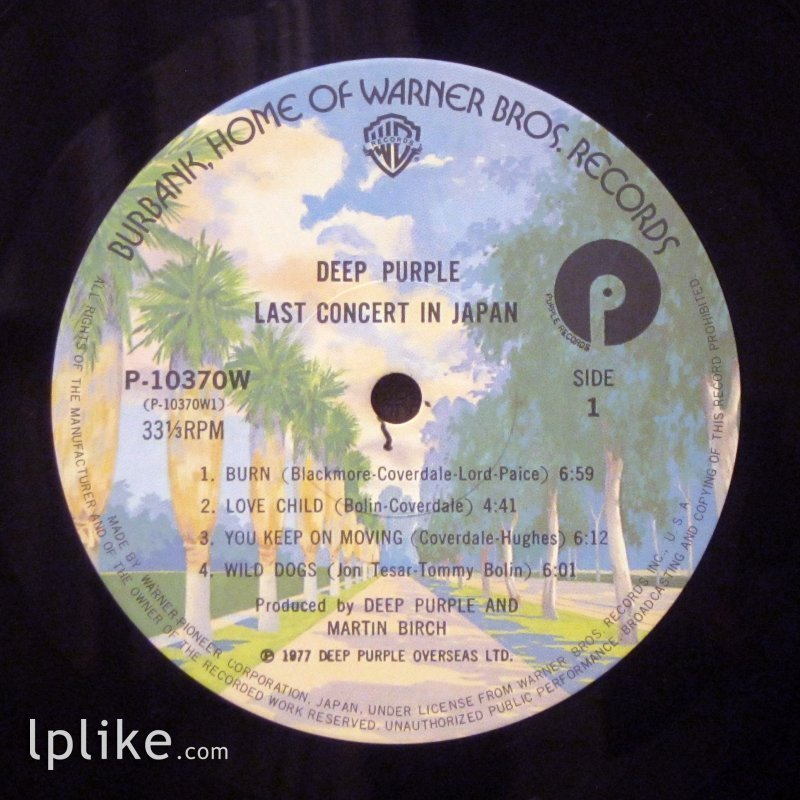 BURBANK, HOME OF WARNER BROS. RECORDS
WB
RECORDS
DEEP PURPLE
LAST CONCERT IN JAPAN
p
PURPLE RECORDS
P-10370W
(P-10370W1)
33⅓RPM
SIDE
1
1. BURN (Blackmore-Coverdale-Lord-Paice) 6:59
2. LOVE CHILD (Bolin-Coverdale) 4:41
3. YOU KEEP ON MOVING (Coverdale-Hughes) 6:12
4. WILD DOGS (Jon Tesar-Tommy Bolin) 6:01
Produced by DEEP PURPLE AND
MARTIN BIRCH
℗ 1977 DEEP PURPLE OVERSEAS LTD.
MADE BY WARNER-PIONEER CORPORATION, JAPAN, UNDER LICENSE FROM WARNER BROS. RECORDS INC., U.S.A.
ALL RIGHTS OF THE MANUFACTURER AND OF THE OWNER OF THE RECORDED WORK RESERVED. UNAUTHORIZED PUBLIC PERFORMANCE, BROADCASTING AND COPYING OF THIS RECORD PROHIBITED
lplike.com